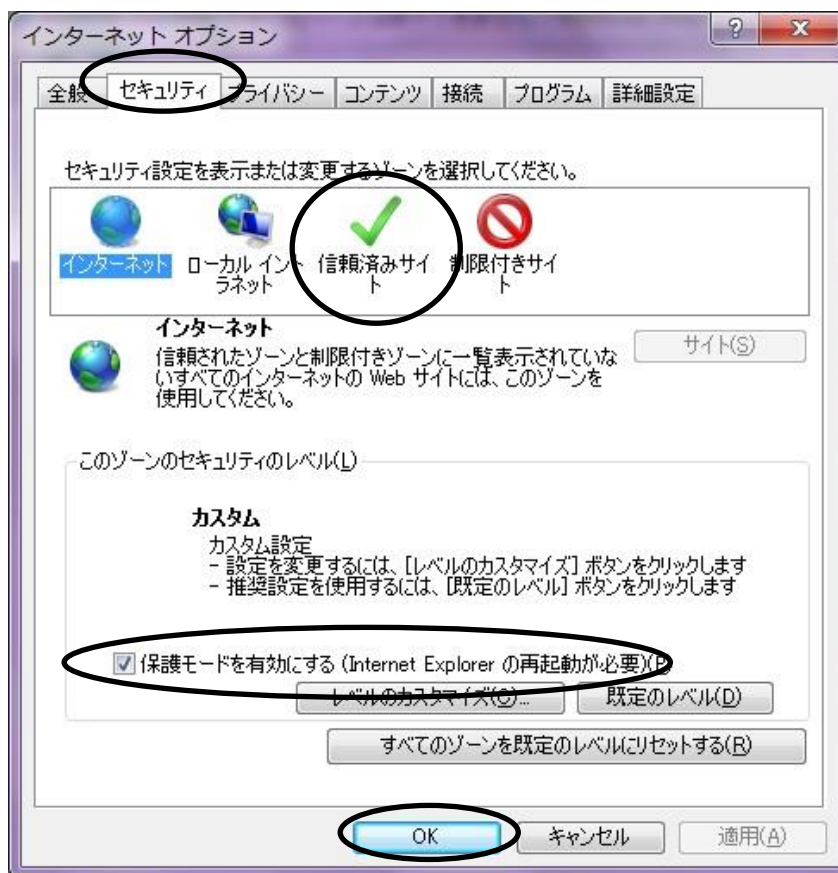 インターネット オプション
全般 セキュリティ プライバシー コンテンツ 接続 プログラム 詳細設定
セキュリティ設定を表示または変更するゾーンを選択してください。
インターネット
ローカル イント
ラネット
信頼済みサイ
ト
制限付きサイ
ト
インターネット
信頼されたゾーンと制限付きゾーンに一覧表示されていな
いすべてのインターネットの Web サイトには、このゾーンを
使用してください。
サイト(S)
このゾーンのセキュリティのレベル(L)
カスタム
カスタム設定
- 設定を変更するには、[レベルのカスタマイズ] ボタンをクリックします
- 推奨設定を使用するには、[既定のレベル] ボタンをクリックします
保護モードを有効にする (Internet Explorer の再起動が必要)(P)
レベルのカスタマイズ(C)... 既定のレベル(D)
すべてのゾーンを既定のレベルにリセットする(R)
OK キャンセル 適用(A)